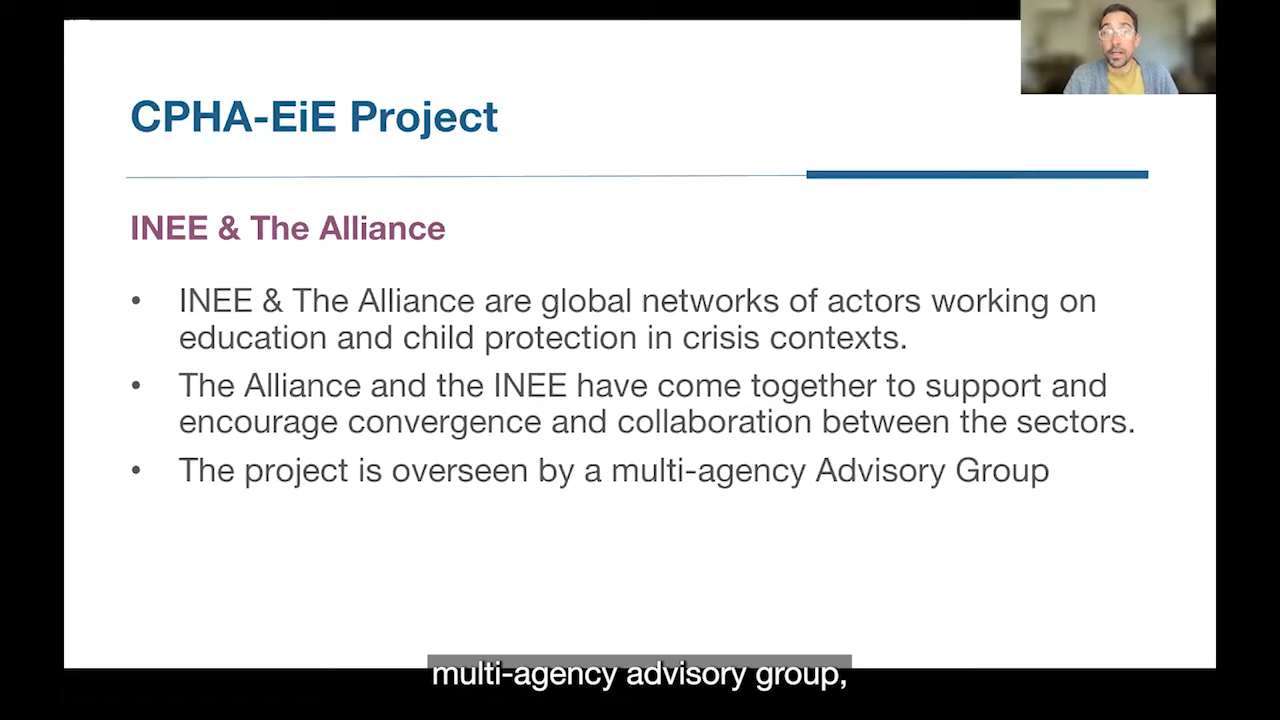 CPHA-EiE Project
INEE & The Alliance
• INEE & The Alliance are global networks of actors working on
education and child protection in crisis contexts.
• The Alliance and the INEE have come together to support and
encourage convergence and collaboration between the sectors.
• The project is overseen by a multi-agency Advisory Group
multi-agency advisory group,